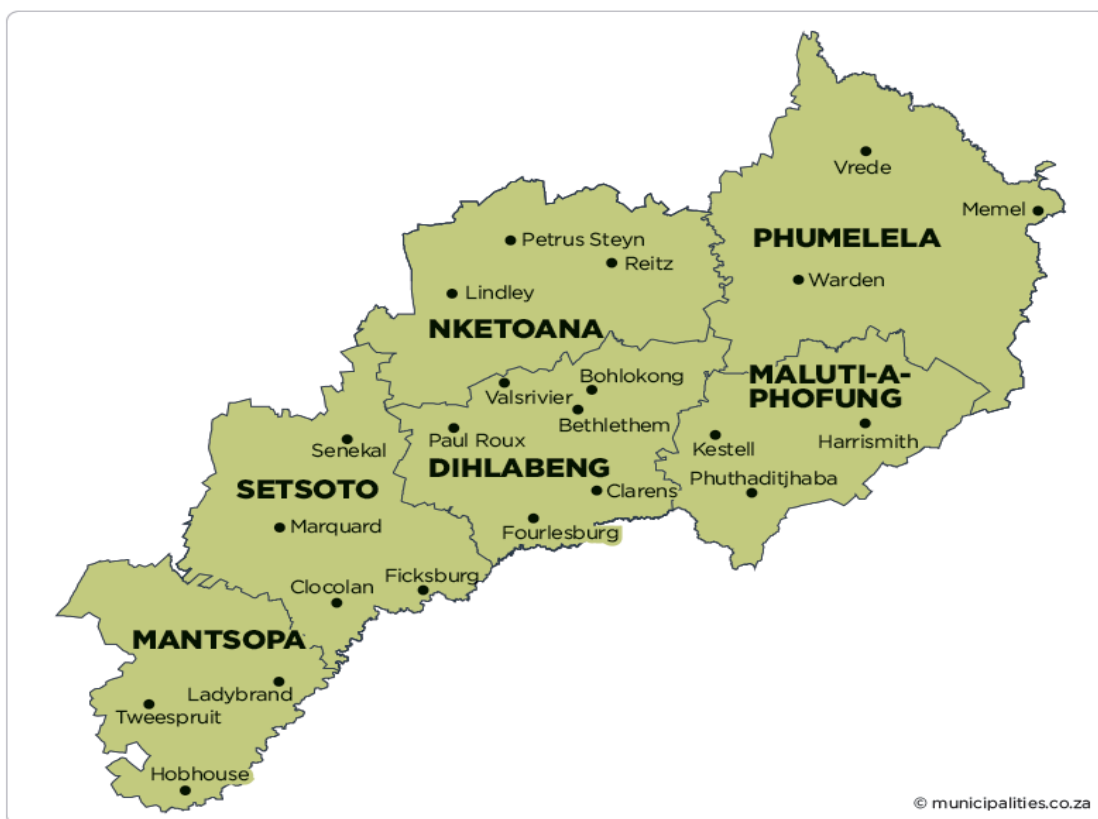 Vrede
Memel
PHUMELELA
Petrus Steyn
Reitz
Warden
Lindley
NKETOANA
MALUTI-A-
PHOFUNG
Bohlokong
Valsrivier
Bethlethem
Paul Roux
Harrismith
Kestell
Senekal
DIHLABENG
Phuthaditjhaba
SETSOTO
Clarens
Marquard
Fourlesburg
Ficksburg
Clocolan
MANTSOPA
Ladybrand
Tweespruit
Hobhouse
© municipalities.co.za